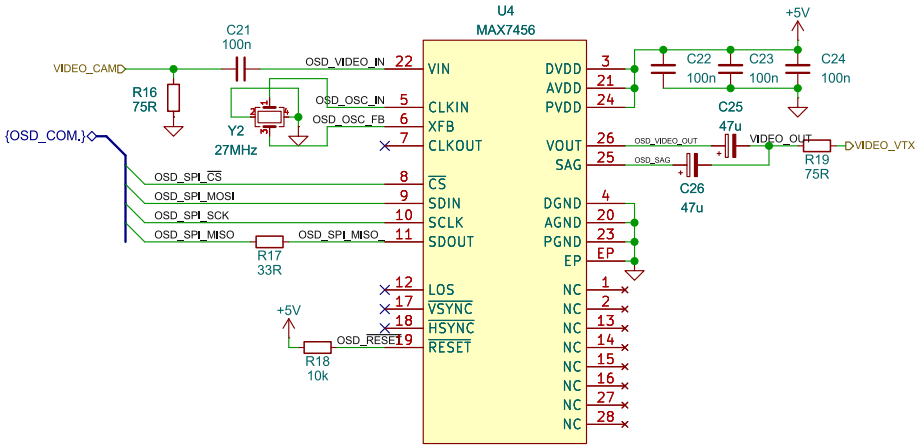 U4
MAX7456
+5V
C21
100n
VIDEO_CAM
OSD_VIDEO_IN
22
VIN
DVDD
3
C22
100n
C23
100n
C24
100n
R16
75R
AVDD
21
PVDD
24
OSD_OSC_IN
5
CLKIN
1
2
4
3
Y2
27MHz
OSD_OSC_FB
6
XFB
7
CLKOUT
C25
47u
VOUT
26
OSD_VIDEO_OUT
VIDEO_OUT
R19
75R
VIDEO_VTX
SAG
25
OSD_SAG
C26
47u
{OSD_COM,}
OSD_SPI_CS
8
CS
OSD_SPI_MOSI
9
SDIN
OSD_SPI_SCK
10
SCLK
OSD_SPI_MISO
R17
33R
OSD_SPI_MISO_
11
SDOUT
DGND
4
AGND
20
PGND
23
EP
EP
12
LOS
17
VSYNC
18
HSYNC
+5V
R18
10k
OSD_RESET
19
RESET
NC
1
NC
2
NC
13
NC
14
NC
15
NC
16
NC
27
NC
28